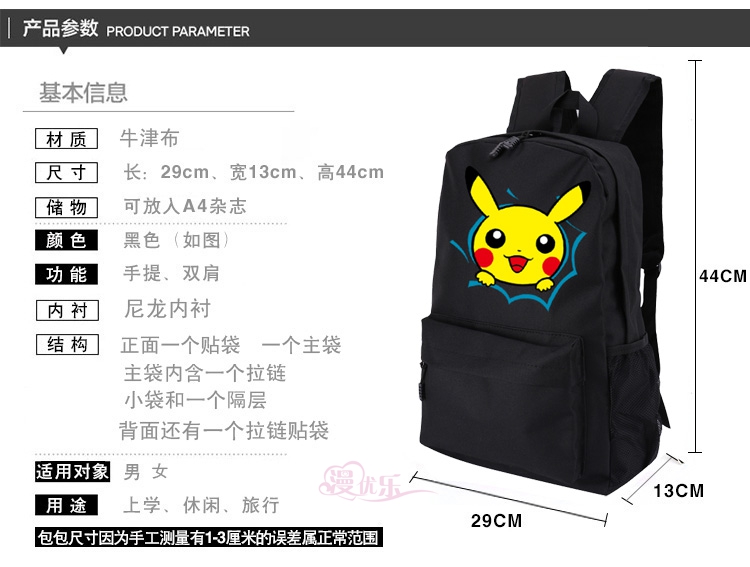 产品参数 PRODUCT PARAMETER
基本信息
材质 牛津布
尺寸 长：29cm、宽13cm、高44cm
储物 可放入A4杂志
颜色 黑色（如图）
功能 手提、双肩
内衬 尼龙内衬
结构 正面一个贴袋 一个主袋
主袋内含一个拉链
小袋和一个隔层
背面还有一个拉链贴袋
适用对象 男 女
用途 上学、休闲、旅行
包包尺寸因为手工测量有1-3厘米的误差属正常范围
漫优乐
44CM
13CM
29CM